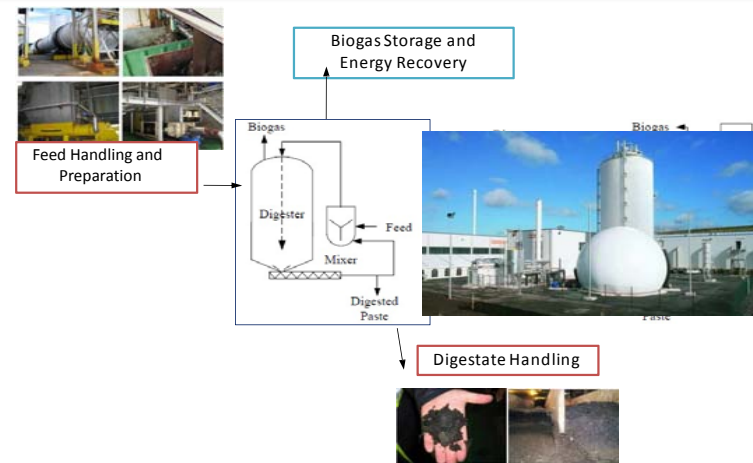 Biogas Storage and
Energy Recovery
Feed Handling and
Preparation
Biogas
Digester
Feed
Mixer
Digested
Paste
Biogas
Paste
Digestate Handling